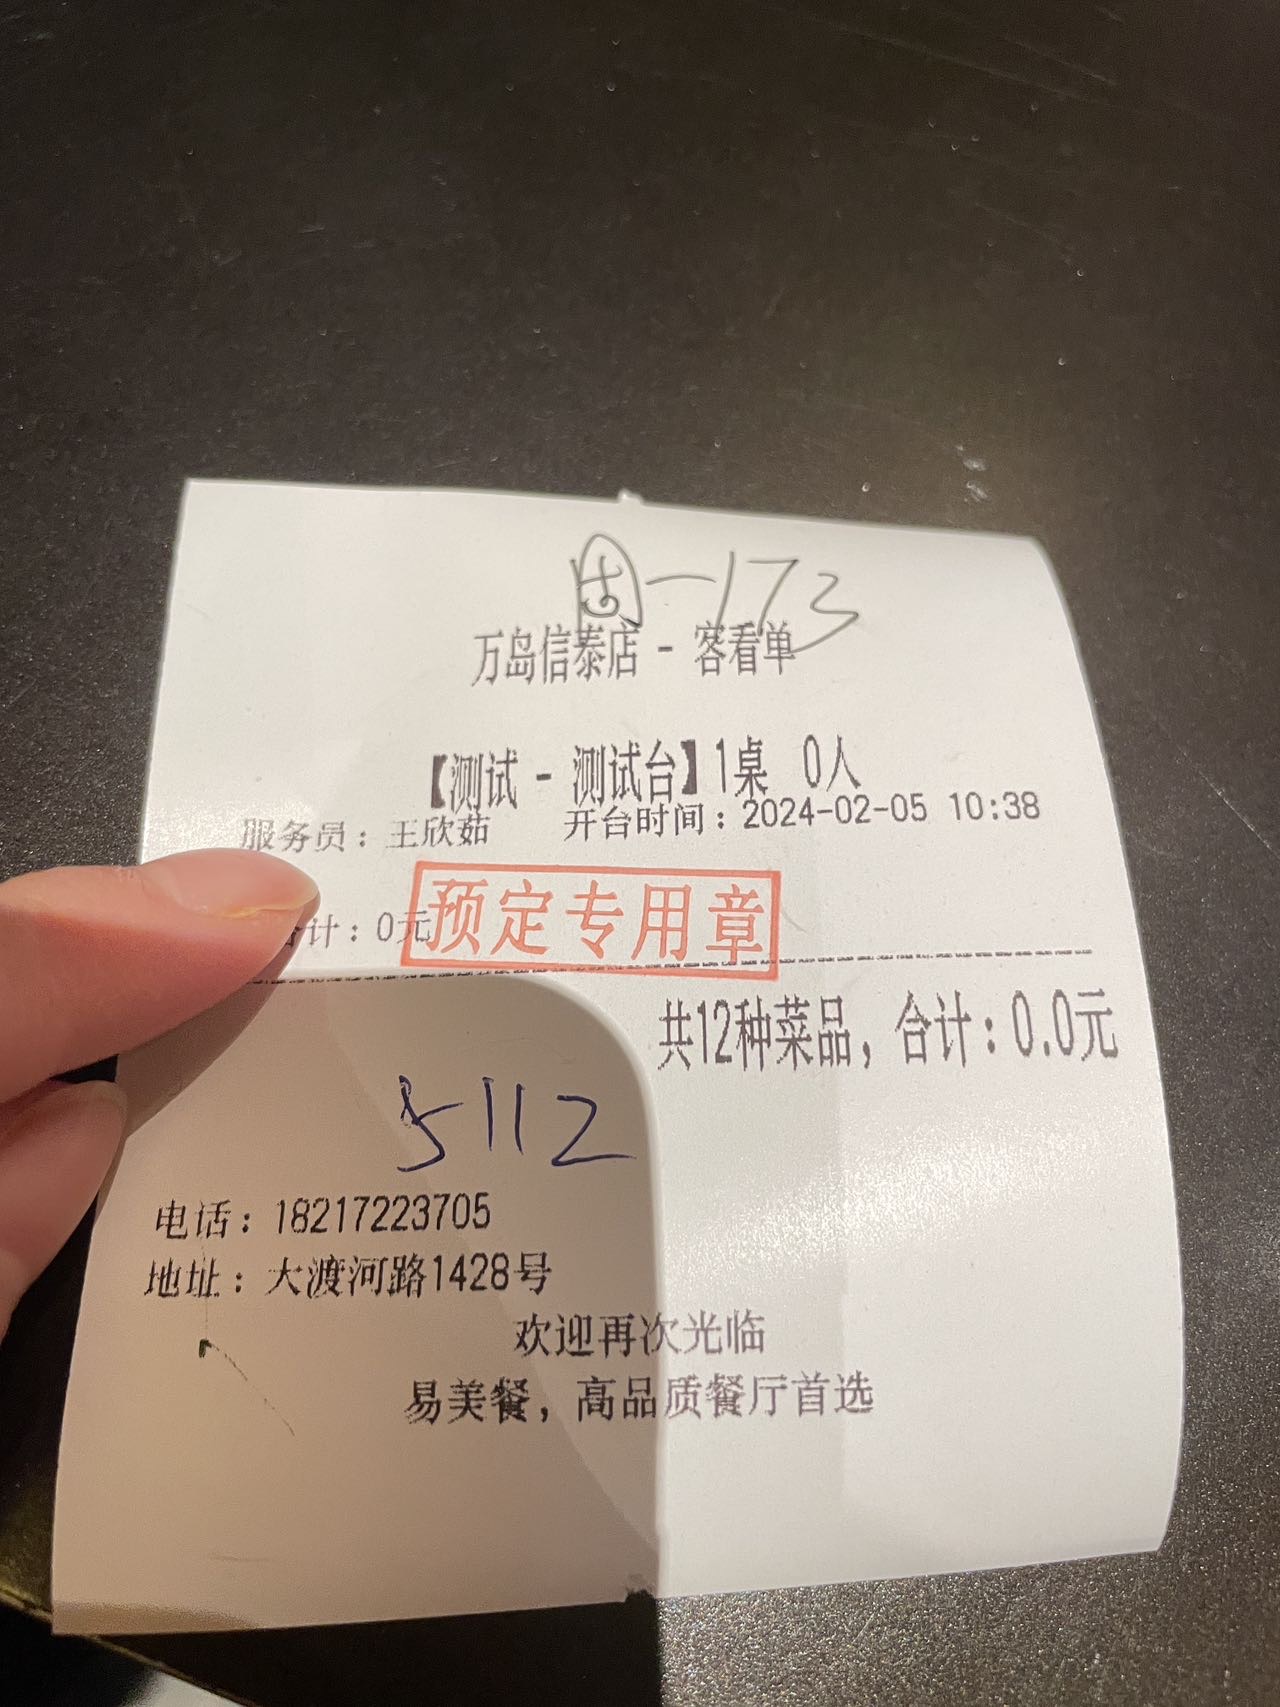 -173
万岛信泰店 - 客看单
【测试 - 测试台】1桌 0人
服务员：王欣茹 开台时间：2024-02-05 10:38
合计：0元
预定专用章
共12种菜品，合计：0.0元
5112
电话：18217223705
地址：大渡河路1428号
欢迎再次光临
易美餐，高品质餐厅首选